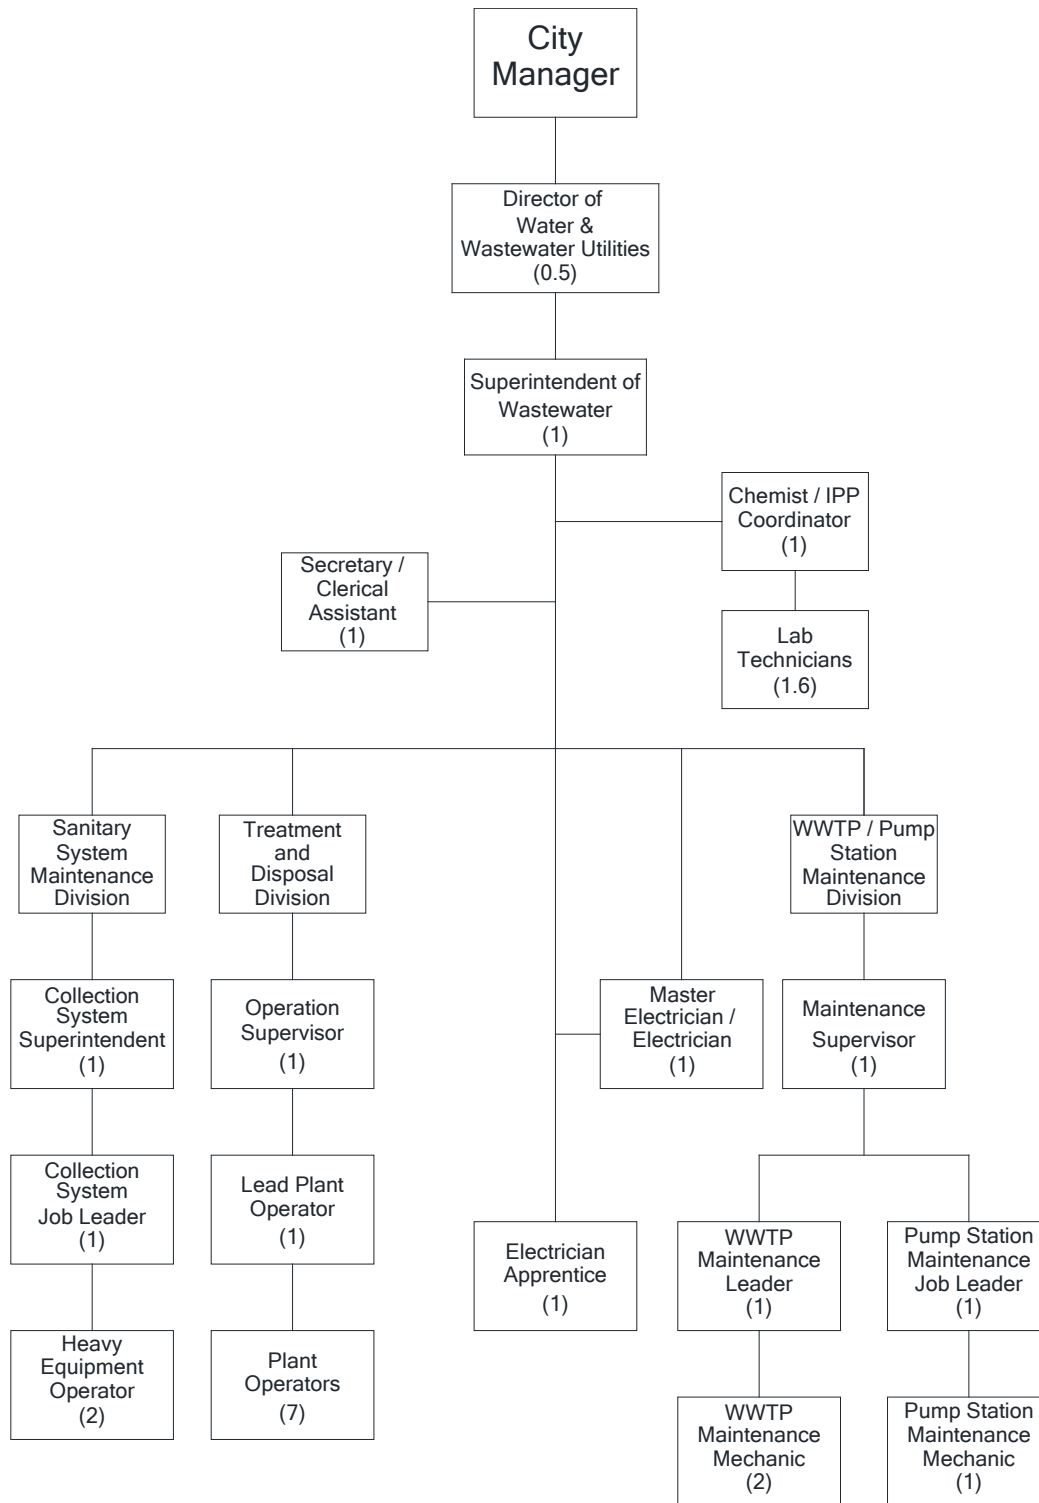 City
Manager
Director of
Water &
Wastewater Utilities
(0.5)
Superintendent of
Wastewater
(1)
Chemist / IPP
Coordinator
(1)
Secretary /
Clerical
Assistant
(1)
Lab
Technicians
(1.6)
Sanitary
System
Maintenance
Division
Treatment
and
Disposal
Division
WWTP / Pump
Station
Maintenance
Division
Collection
System
Superintendent
(1)
Operation
Supervisor
(1)
Master
Electrician /
Electrician
(1)
Maintenance
Supervisor
(1)
Collection
System
Job Leader
(1)
Lead Plant
Operator
(1)
Electrician
Apprentice
(1)
WWTP
Maintenance
Leader
(1)
Pump Station
Maintenance
Job Leader
(1)
Heavy
Equipment
Operator
(2)
Plant
Operators
(7)
WWTP
Maintenance
Mechanic
(2)
Pump Station
Maintenance
Mechanic
(1)